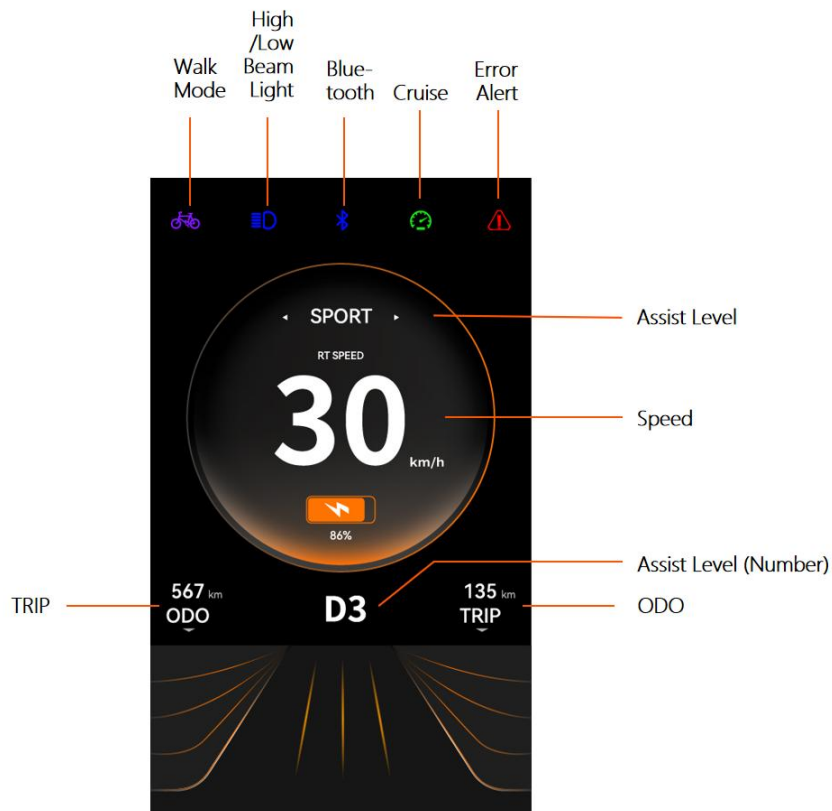 High
/Low
Beam
Light
Walk
Mode
Blue-
tooth
Cruise
Error
Alert
SPORT
Assist Level
RT SPEED
30
km/h
Speed
86%
Assist Level (Number)
567 km
ODO
D3
135 km
TRIP
TRIP
ODO